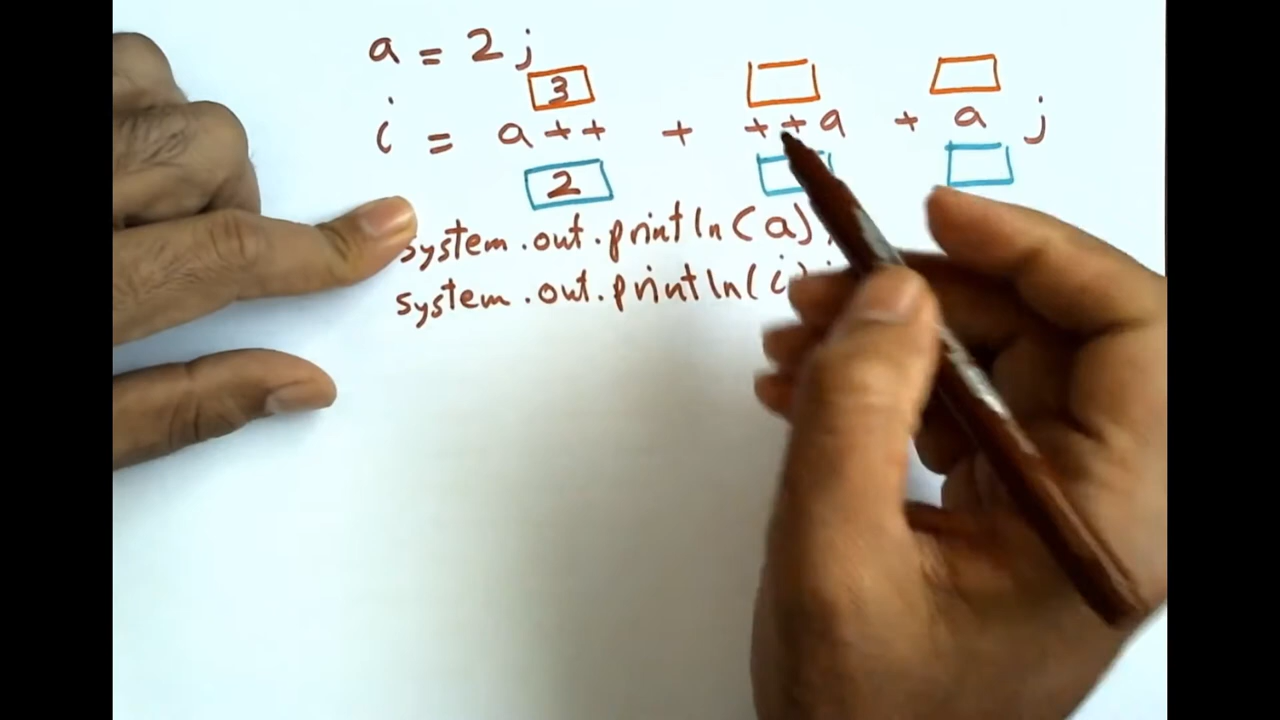 a = 2;
3
i = a++ + ++a + a;
2
system.out.println(a);
system.out.println(i);